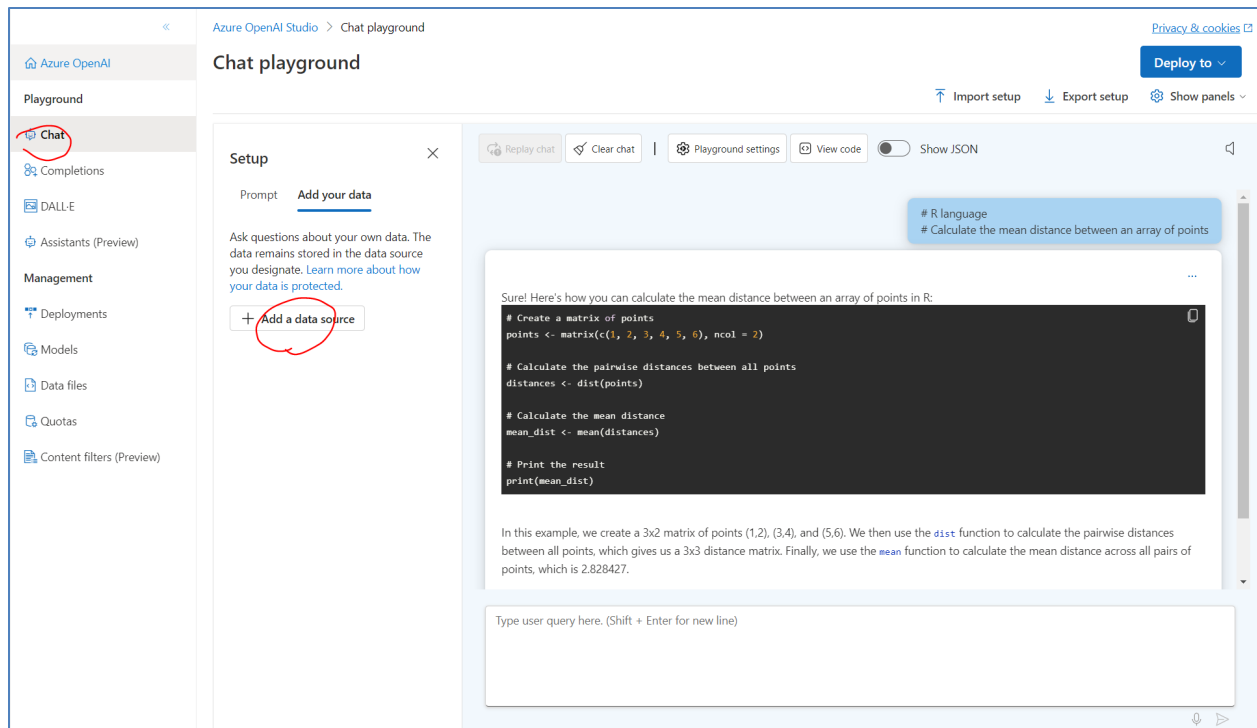 «
Azure OpenAI Studio > Chat playground
Privacy & cookies
Azure OpenAI
Chat playground
Deploy to
Playground
Import setup
Export setup
Show panels
Chat
Completions
DALL·E
Assistants (Preview)
Management
Deployments
Models
Data files
Quotas
Content filters (Preview)
Setup
Prompt
Add your data
Ask questions about your own data. The
data remains stored in the data source
you designate. Learn more about how
your data is protected.
+ Add a data source
Replay chat
Clear chat
|
Playground settings
View code
Show JSON
# R language
# Calculate the mean distance between an array of points
...
Sure! Here's how you can calculate the mean distance between an array of points in R:
# Create a matrix of points
points <- matrix(c(1, 2, 3, 4, 5, 6), ncol = 2)
# Calculate the pairwise distances between all points
distances <- dist(points)
# Calculate the mean distance
mean_dist <- mean(distances)
# Print the result
print(mean_dist)
In this example, we create a 3x2 matrix of points (1,2), (3,4), and (5,6). We then use the dist function to calculate the pairwise distances
between all points, which gives us a 3x3 distance matrix. Finally, we use the mean function to calculate the mean distance across all pairs of
points, which is 2.828427.
Type user query here. (Shift + Enter for new line)